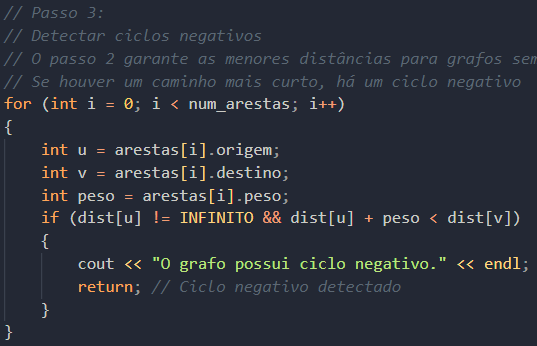 // Passo 3:
// Detectar ciclos negativos
// O passo 2 garante as menores distâncias para grafos sem
// Se houver um caminho mais curto, há um ciclo negativo
for (int i = 0; i < num_arestas; i++)
{
    int u = arestas[i].origem;
    int v = arestas[i].destino;
    int peso = arestas[i].peso;
    if (dist[u] != INFINITO && dist[u] + peso < dist[v])
    {
        cout << "O grafo possui ciclo negativo." << endl;
        return; // Ciclo negativo detectado
    }
}